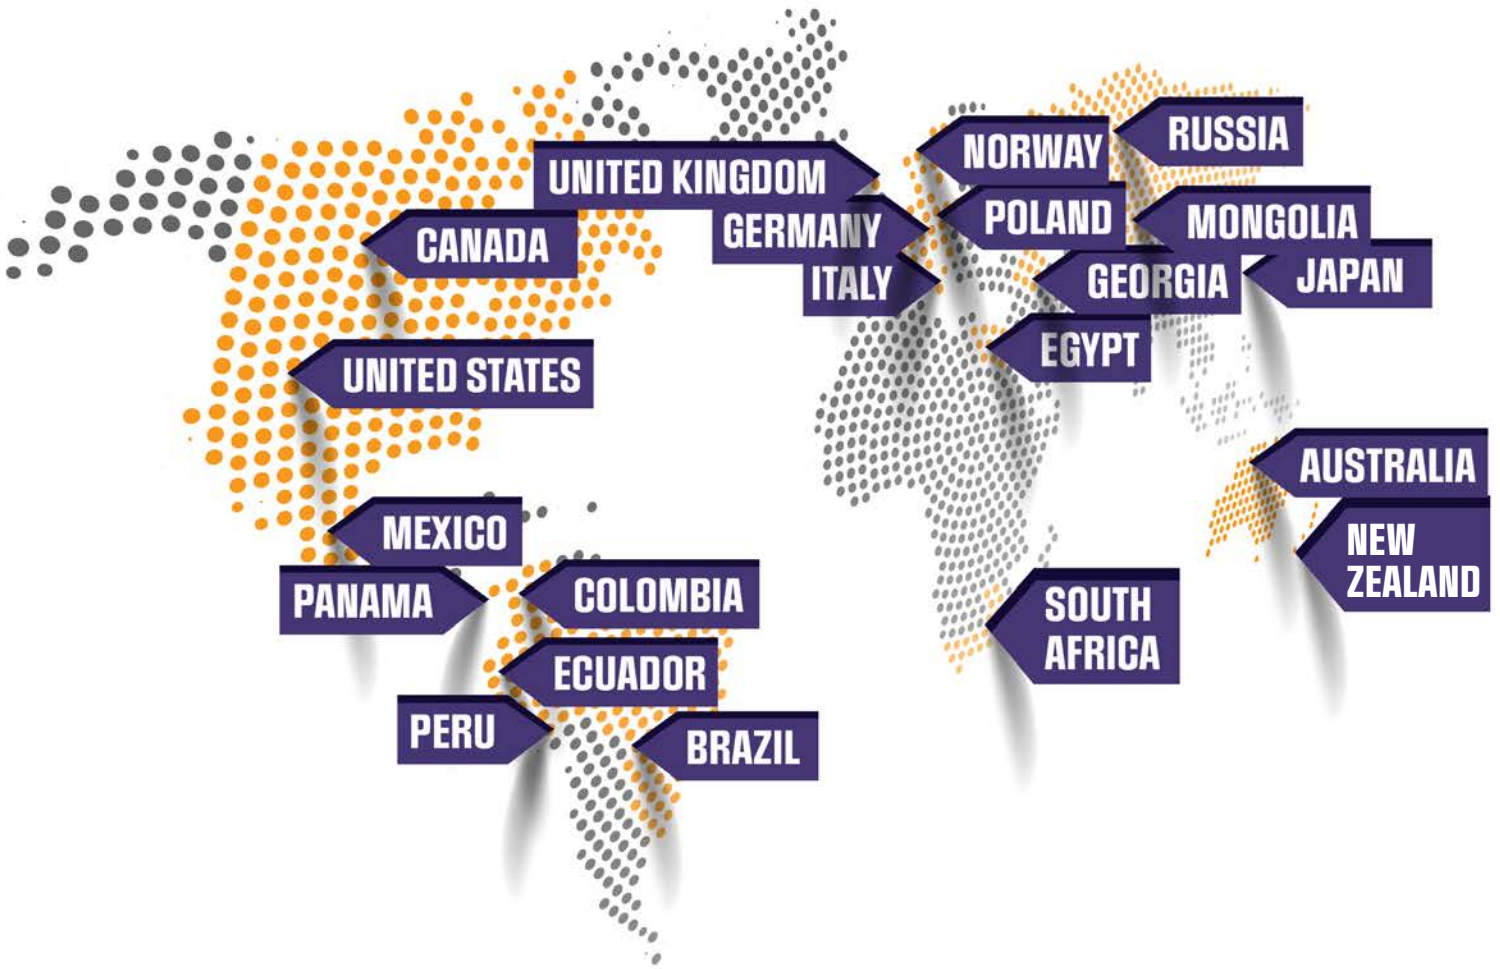 RUSSIA
NORWAY
UNITED KINGDOM
POLAND
MONGOLIA
GERMANY
CANADA
ITALY
GEORGIA
JAPAN
EGYPT
UNITED STATES
AUSTRALIA
MEXICO
NEW
ZEALAND
PANAMA
COLOMBIA
SOUTH
AFRICA
ECUADOR
PERU
BRAZIL